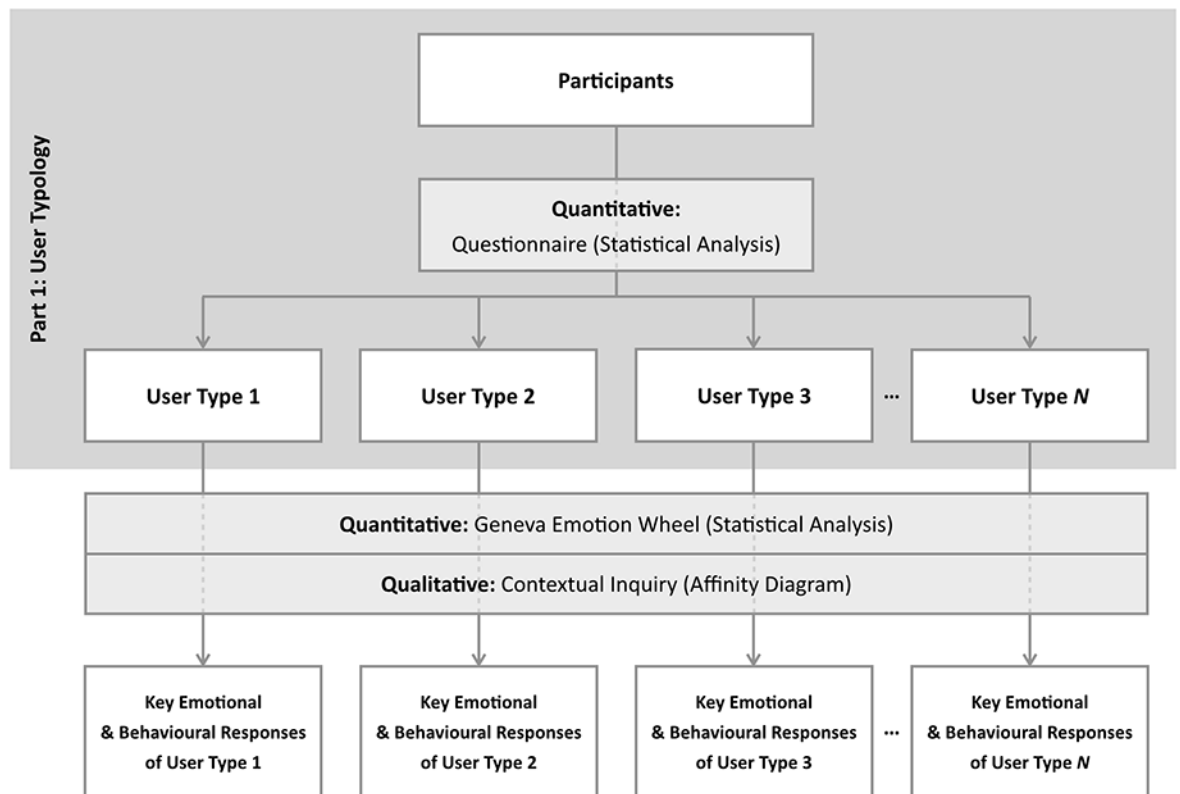 Part 1: User Typology
Participants
Quantitative:
Questionnaire (Statistical Analysis)
User Type 1
User Type 2
User Type 3
...
User Type N
Quantitative: Geneva Emotion Wheel (Statistical Analysis)
Qualitative: Contextual Inquiry (Affinity Diagram)
Key Emotional
& Behavioural Responses
of User Type 1
Key Emotional
& Behavioural Responses
of User Type 2
Key Emotional
& Behavioural Responses
of User Type 3
...
Key Emotional
& Behavioural Responses
of User Type N